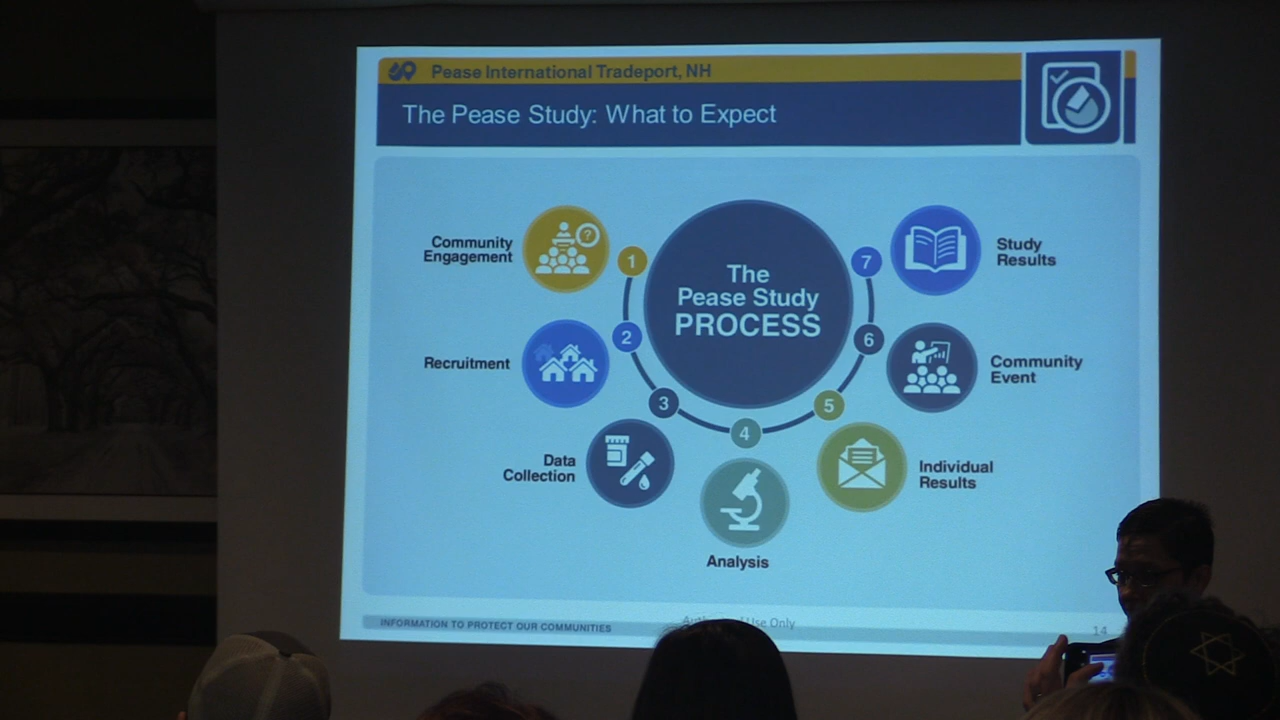 Pease International Tradeport, NH
The Pease Study: What to Expect
Community
Engagement
1
?
Recruitment
2
Data
Collection
3
4
Analysis
5
Individual
Results
6
Community
Event
7
Study
Results
The
Pease Study
PROCESS
INFORMATION TO PROTECT OUR COMMUNITIES
Use Only
14